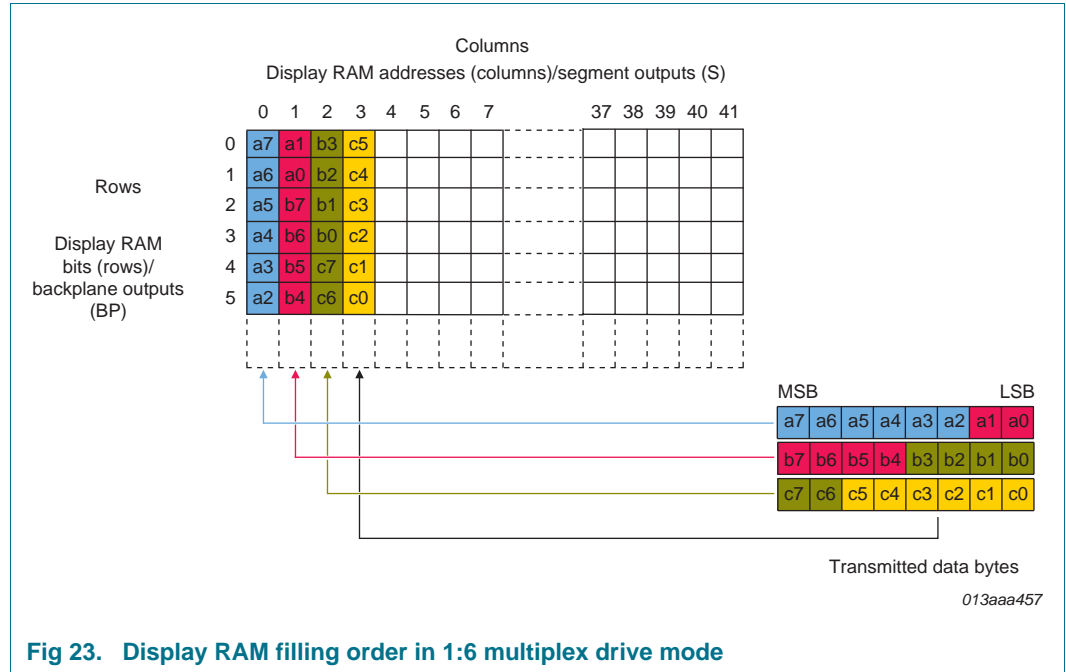 Columns
Display RAM addresses (columns)/segment outputs (S)
0 1 2 3 4 5 6 7 37 38 39 40 41
0 a7 a1 b3 c5
1 a6 a0 b2 c4
2 a5 b7 b1 c3
3 a4 b6 b0 c2
4 a3 b5 c7 c1
5 a2 b4 c6 c0
Rows
Display RAM
bits (rows)/
backplane outputs
(BP)
MSB LSB
a7 a6 a5 a4 a3 a2 a1 a0
b7 b6 b5 b4 b3 b2 b1 b0
c7 c6 c5 c4 c3 c2 c1 c0
Transmitted data bytes
013aaa457
Fig 23. Display RAM filling order in 1:6 multiplex drive mode